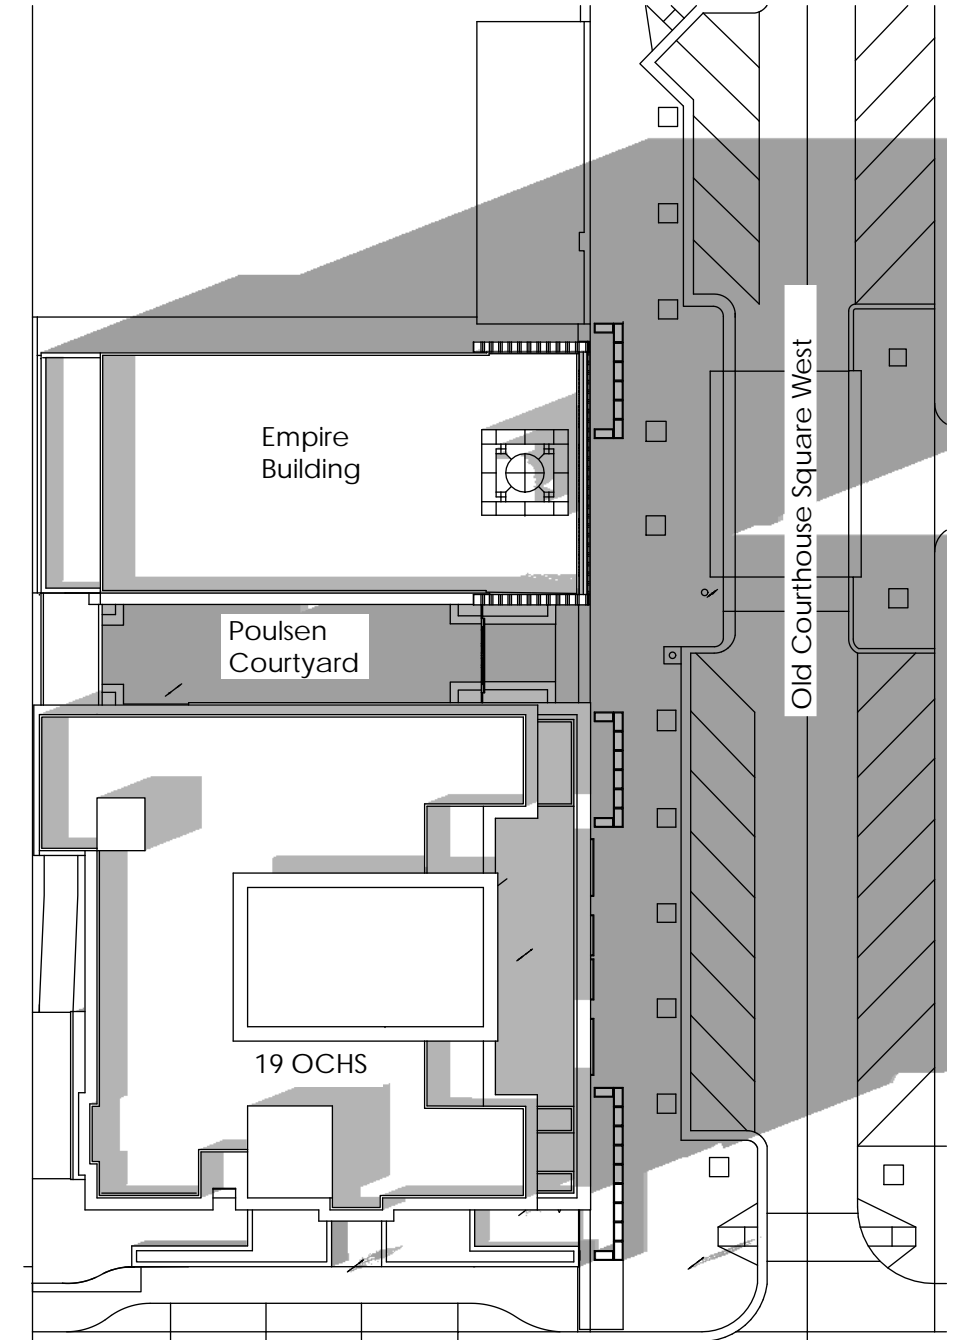 Empire
Building
Old Courthouse Square West
Poulsen
Courtyard
19 OCHS